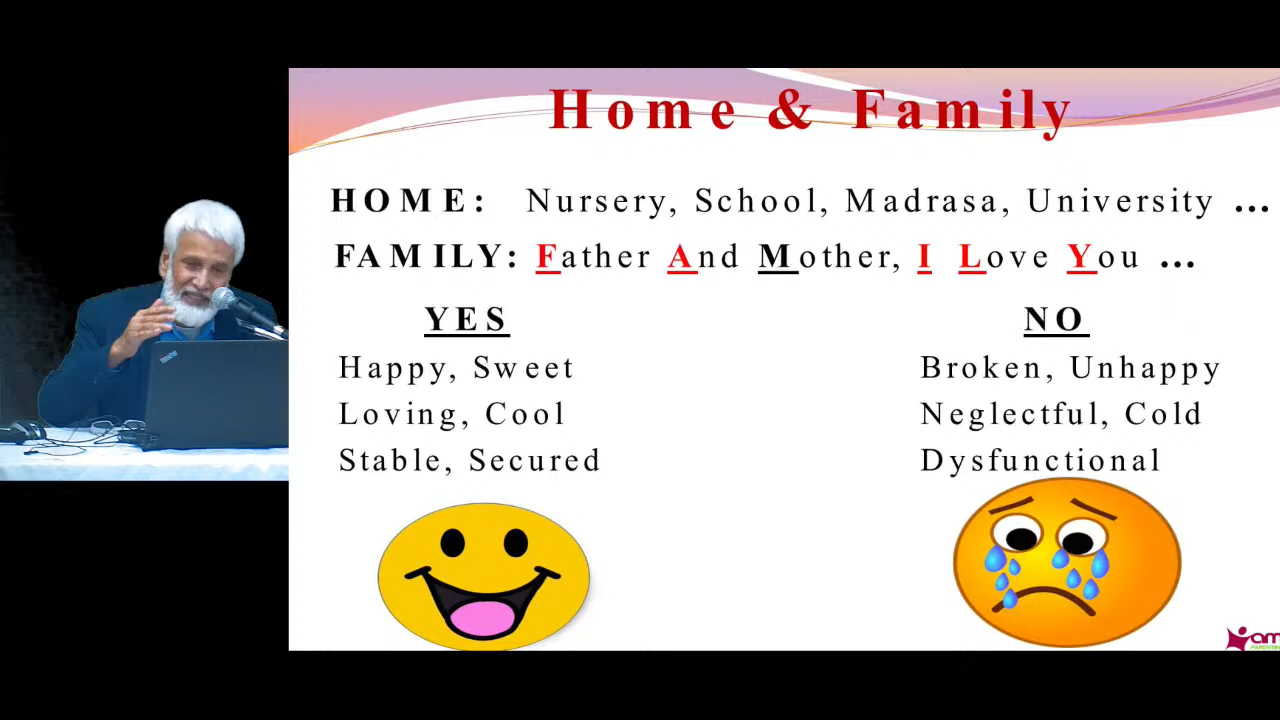 Home & Family
HOME: Nursery, School, Madrasa, University ...
FAMILY: Father And Mother, I Love You ...
YES
NO
Happy, Sweet
Broken, Unhappy
Loving, Cool
Neglectful, Cold
Stable, Secured
Dysfunctional
ThinkPad